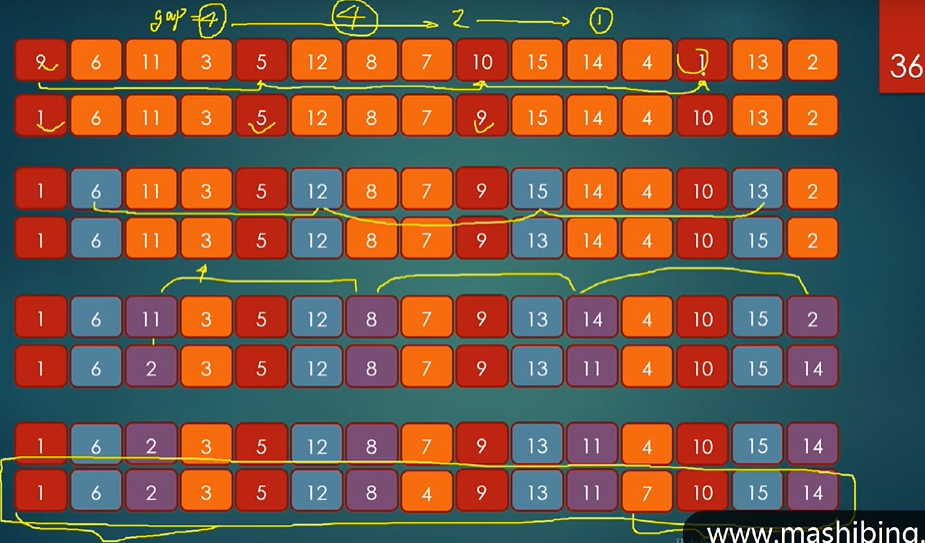 gap=4 4 2 1
9 6 11 3 5 12 8 7 10 15 14 4 1 13 2
36
1 6 11 3 5 12 8 7 9 15 14 4 10 13 2
1 6 11 3 5 12 8 7 9 15 14 4 10 13 2
1 6 11 3 5 12 8 7 9 13 14 4 10 15 2
1 6 11 3 5 12 8 7 9 13 14 4 10 15 2
1 6 2 3 5 12 8 7 9 13 11 4 10 15 14
1 6 2 3 5 12 8 7 9 13 11 4 10 15 14
1 6 2 3 5 12 8 4 9 13 11 7 10 15 14
www.mashibing.